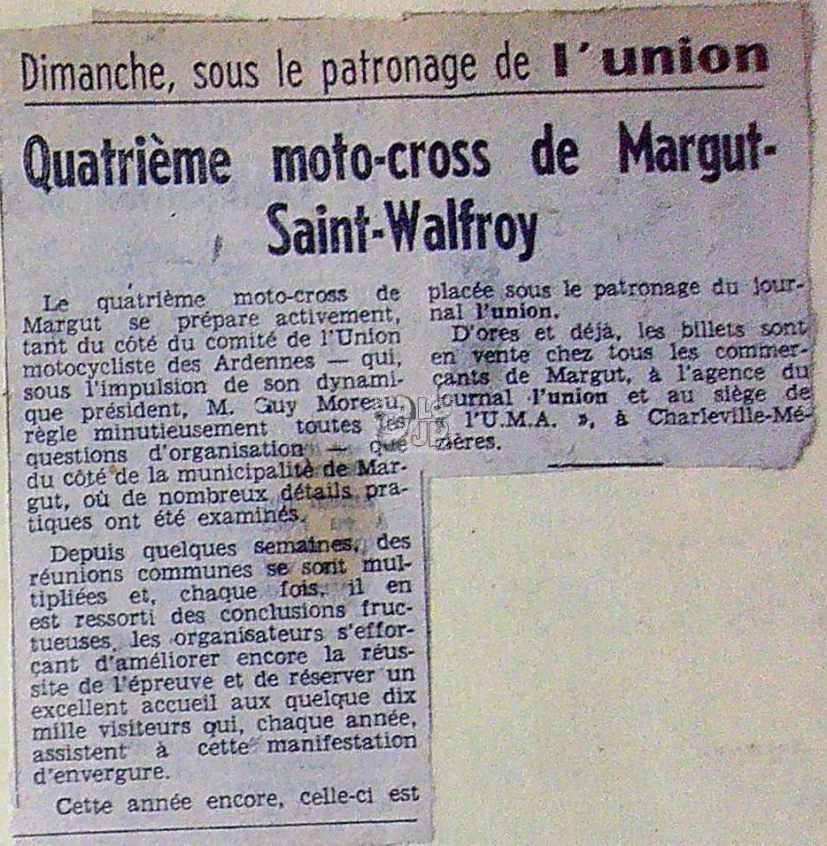 Dimanche, sous le patronage de l'union
Quatrième moto-cross de Margut-
Saint-Walfroy
Le quatrième moto-cross de
Margut se prépare activement,
tant du côté du comité de l'Union
motocycliste des Ardennes — qui,
sous l'impulsion de son dynami-
que président, M. Guy Moreau,
règle minutieusement toutes les
questions d'organisation — que
du côté de la municipalité de Mar-
gut, où de nombreux détails pra-
tiques ont été examinés.
Depuis quelques semaines, des
réunions communes se sont mul-
tipliées et, chaque fois, il en
est ressorti des conclusions fruc-
tueuses, les organisateurs s'effor-
çant d'améliorer encore la réus-
site de l'épreuve et de réserver un
excellent accueil aux quelque dix
mille visiteurs qui, chaque année,
assistent à cette manifestation
d'envergure.
Cette année encore, celle-ci est
placée sous le patronage du jour-
nal l'union.
D'ores et déjà, les billets sont
en vente chez tous les commer-
çants de Margut, à l'agence du
journal l'union et au siège de
l'U.M.A. », à Charleville-Mé-
zières.